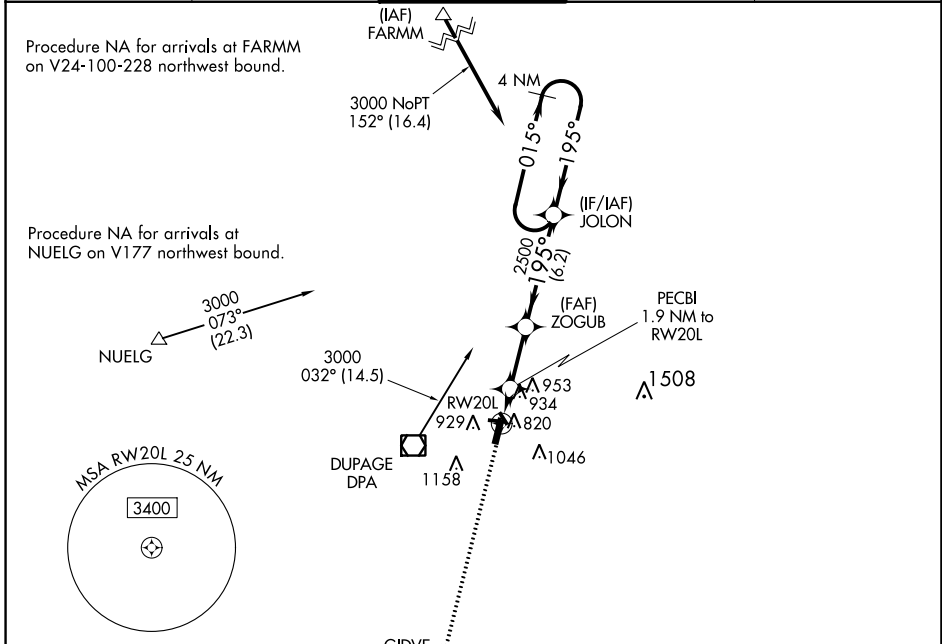 (IAF)
FARMM
Procedure NA for arrivals at FARMM
on V24-100-228 northwest bound.
3000 NoPT
152° (16.4)
4 NM
015°
195°
(IF/IAF)
JOLON
Procedure NA for arrivals at
NUELG on V177 northwest bound.
2500
195°
(6.2)
3000
073°
(22.3)
NUELG
(FAF)
ZOGUB
PECBI
1.9 NM to
RW20L
3000
032° (14.5)
953
934
1508
RW20L
929
820
DUPAGE
DPA
1158
1046
MSA RW20L 25 NM
3400